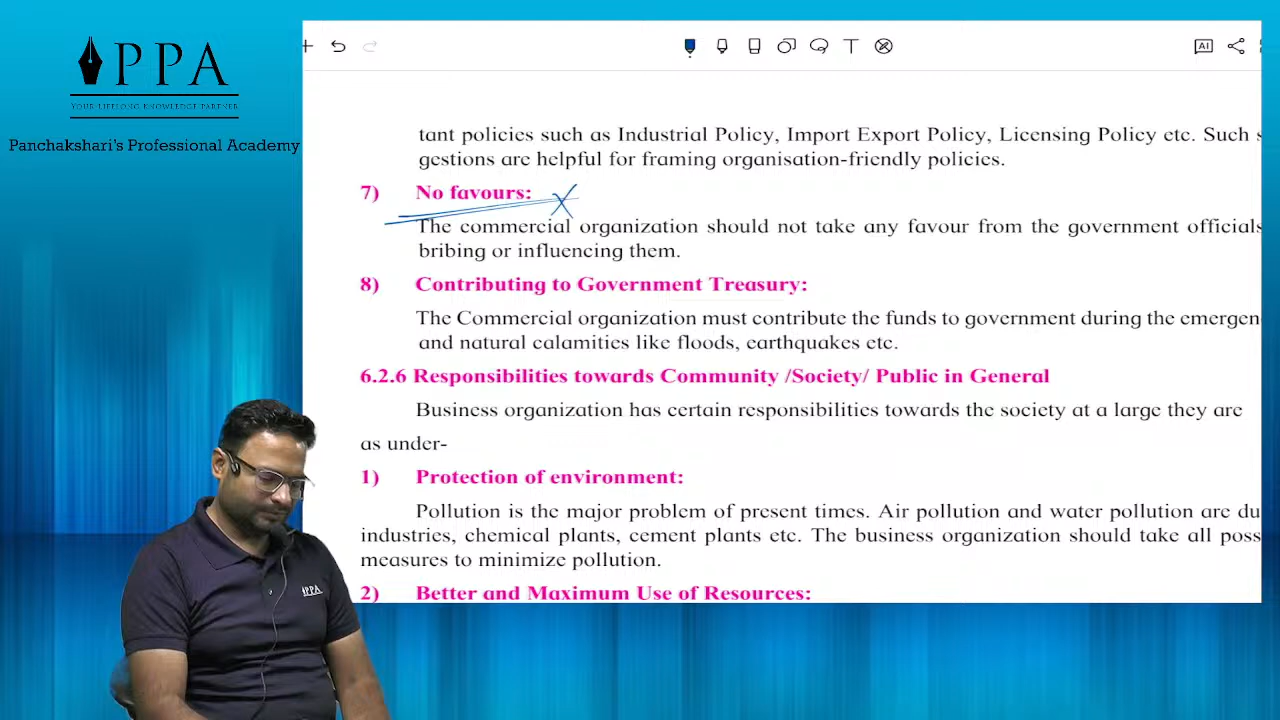 PPA
YOUR LIFELONG KNOWLEDGE PARTNER
Panchakshari's Professional Academy
AI
T
tant policies such as Industrial Policy, Import Export Policy, Licensing Policy etc. Such
gestions are helpful for framing organisation-friendly policies.
7) No favours:
The commercial organization should not take any favour from the government officials
bribing or influencing them.
8) Contributing to Government Treasury:
The Commercial organization must contribute the funds to government during the
and natural calamities like floods, earthquakes etc.
6.2.6 Responsibilities towards Community /Society/ Public in General
Business organization has certain responsibilities towards the society at a large they are
as under-
1) Protection of environment:
Pollution is the major problem of present times. Air pollution and water pollution are
industries, chemical plants, cement plants etc. The business organization should take all
measures to minimize pollution.
2) Better and Maximum Use of Resources:
PPA